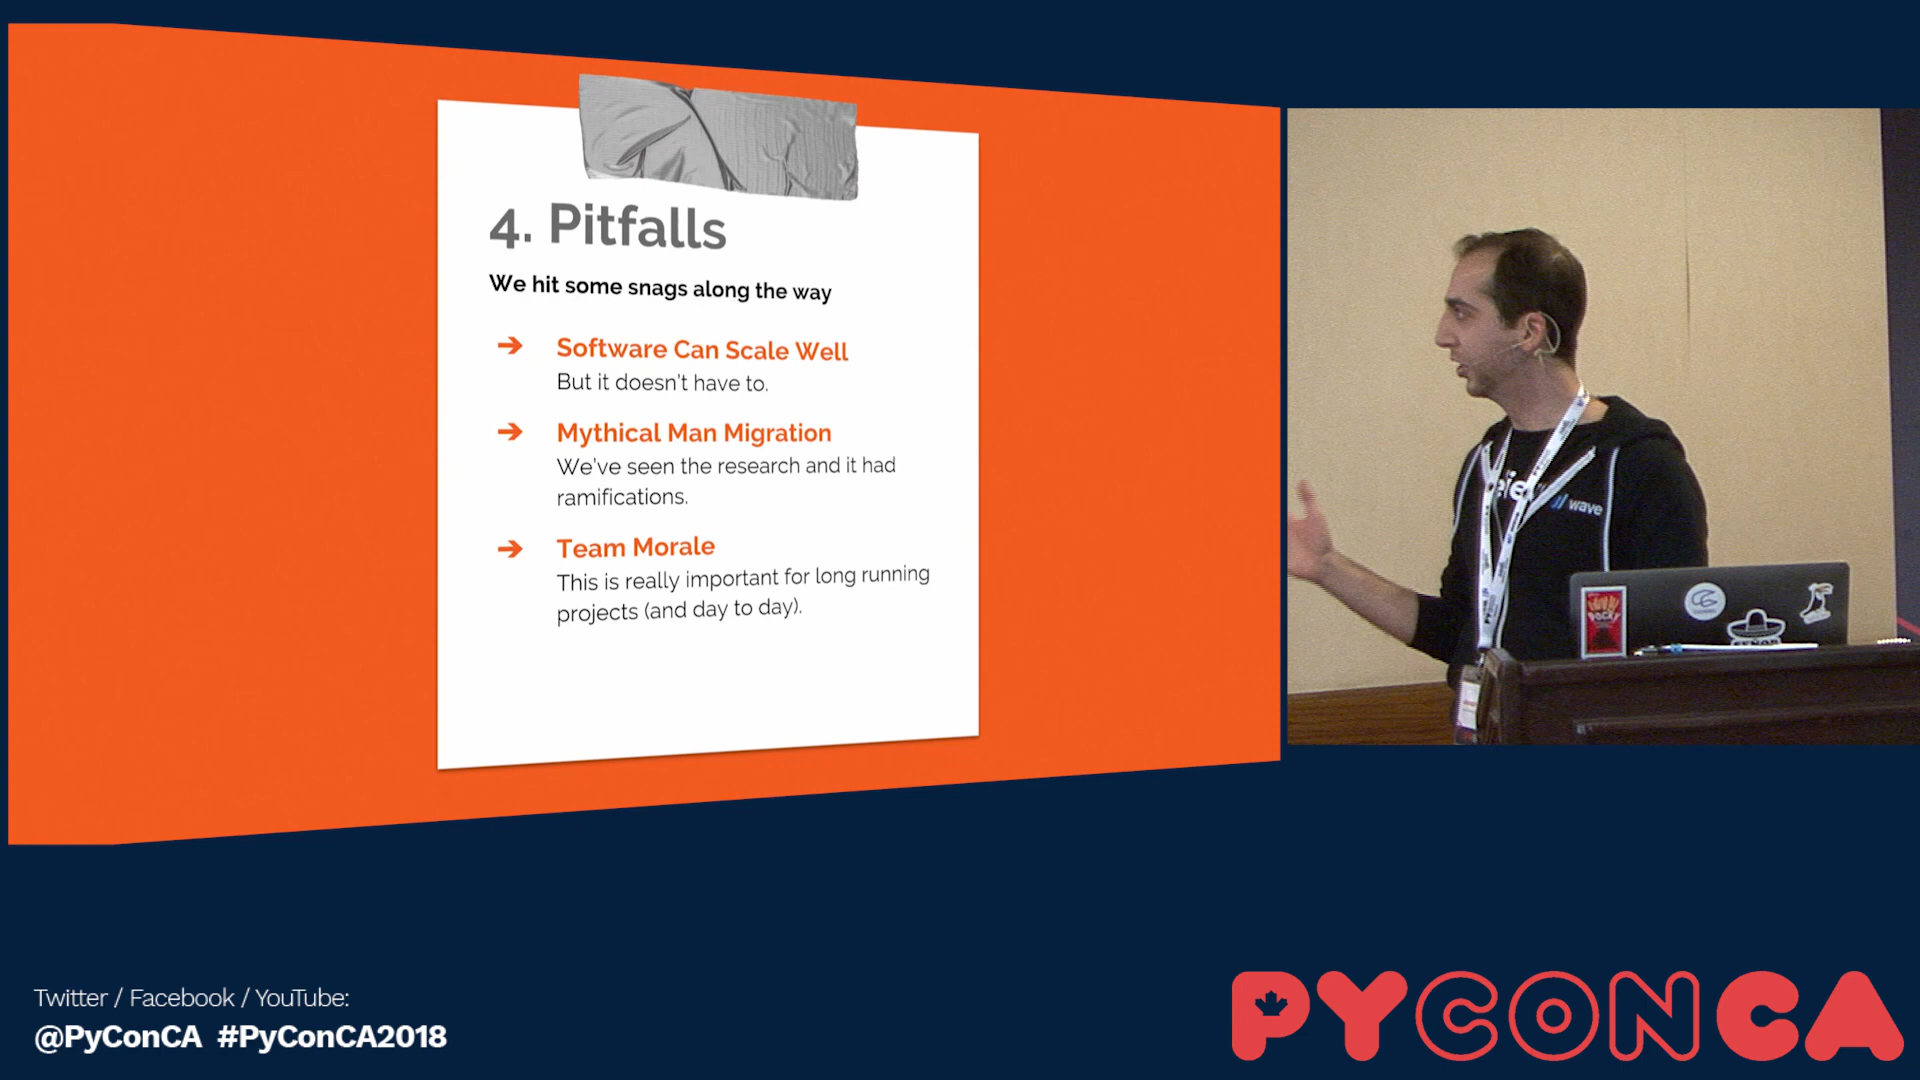 4. Pitfalls
We hit some snags along the way
➔ Software Can Scale Well
But it doesn't have to.
➔ Mythical Man Migration
We've seen the research and it had
ramifications.
➔ Team Morale
This is really important for long running
projects (and day to day).
wave
POCKY
Twitter / Facebook / YouTube:
@PyConCA #PyConCA2018
PYCONCA